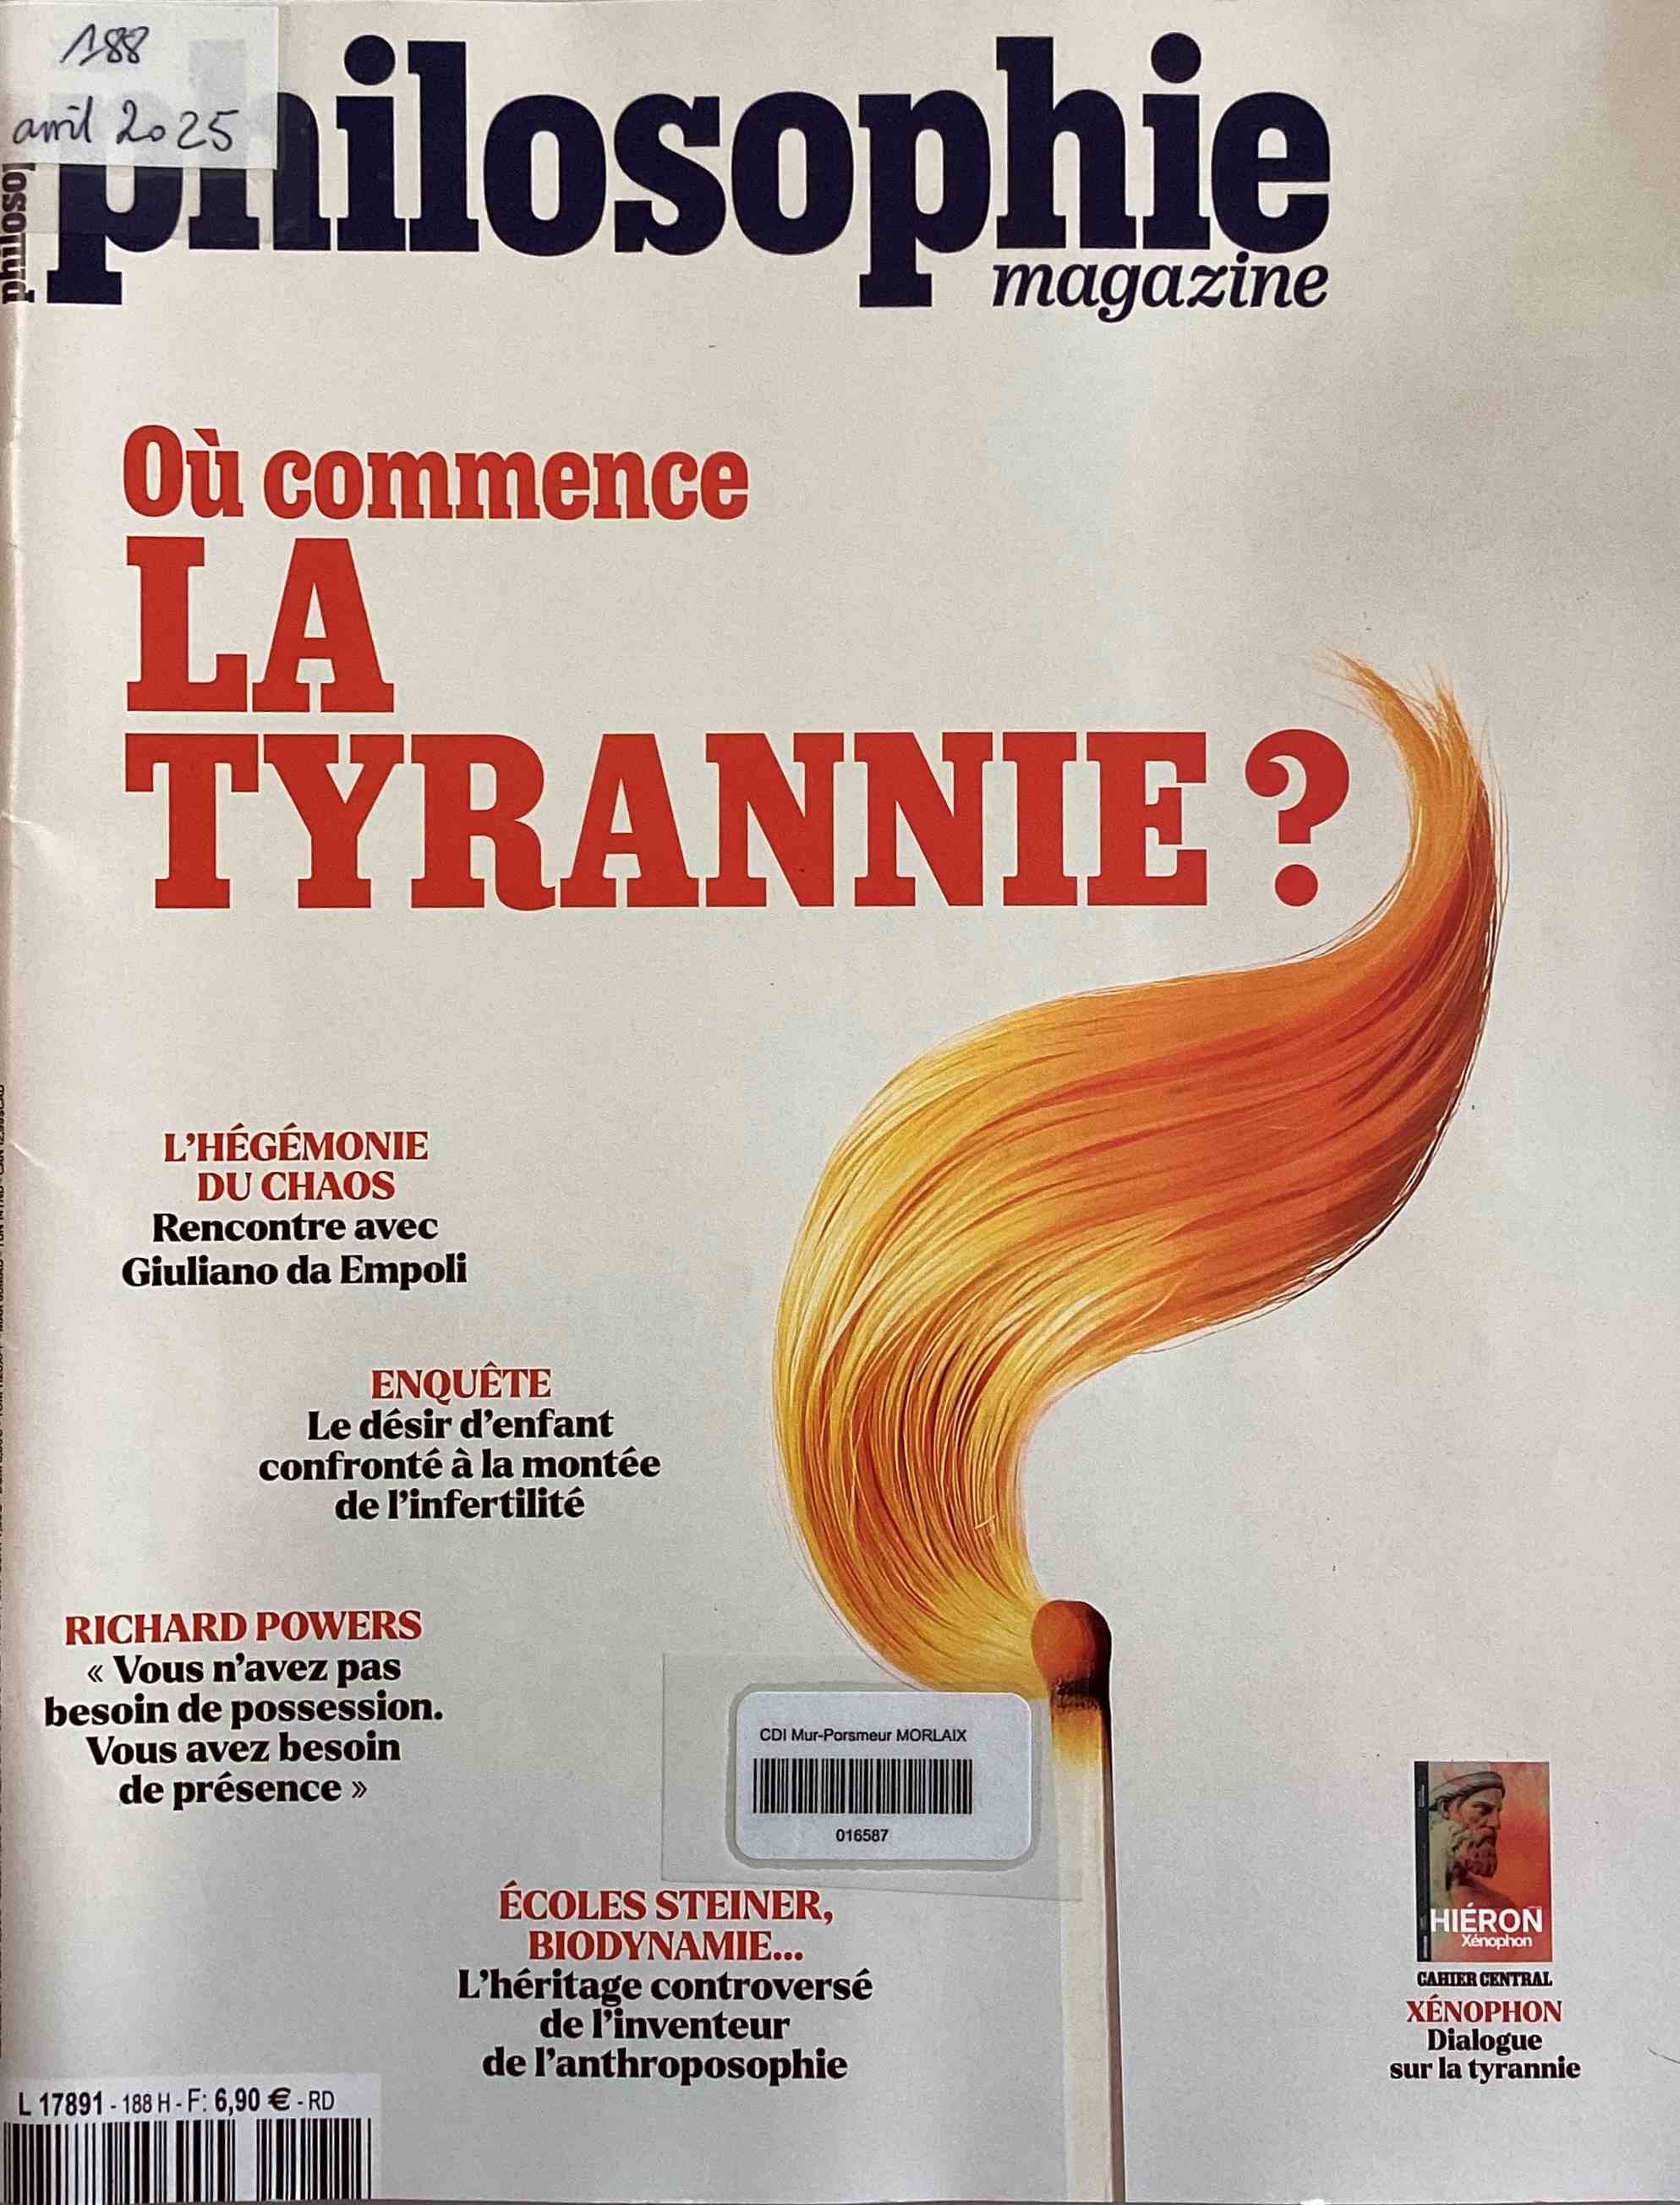 188
avril 2025
philosophie
magazine
Où commence
LA
TYRANNIE ?
L'HÉGÉMONIE
DU CHAOS
Rencontre avec
Giuliano da Empoli
ENQUÊTE
Le désir d'enfant
confronté à la montée
de l'infertilité
RICHARD POWERS
« Vous n'avez pas
besoin de possession.
Vous avez besoin
de présence »
CDI Mur-Porsmeur MORLAIX
016587
ÉCOLES STEINER,
BIODYNAMIE...
L'héritage controversé
de l'inventeur
de l'anthroposophie
HIÉRON
Xénophon
CAHIER CENTRAL
XÉNOPHON
Dialogue
sur la tyrannie
L 17891 - 188 H - F: 6,90 € - RD